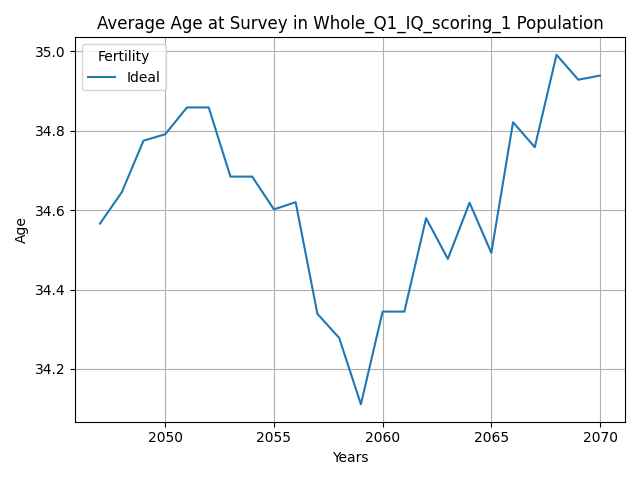 Average Age at Survey in Whole_Q1_IQ_scoring_1 Population
Fertility
Ideal
35.0
34.8
34.6
34.4
34.2
Age
2050 2055 2060 2065 2070
Years